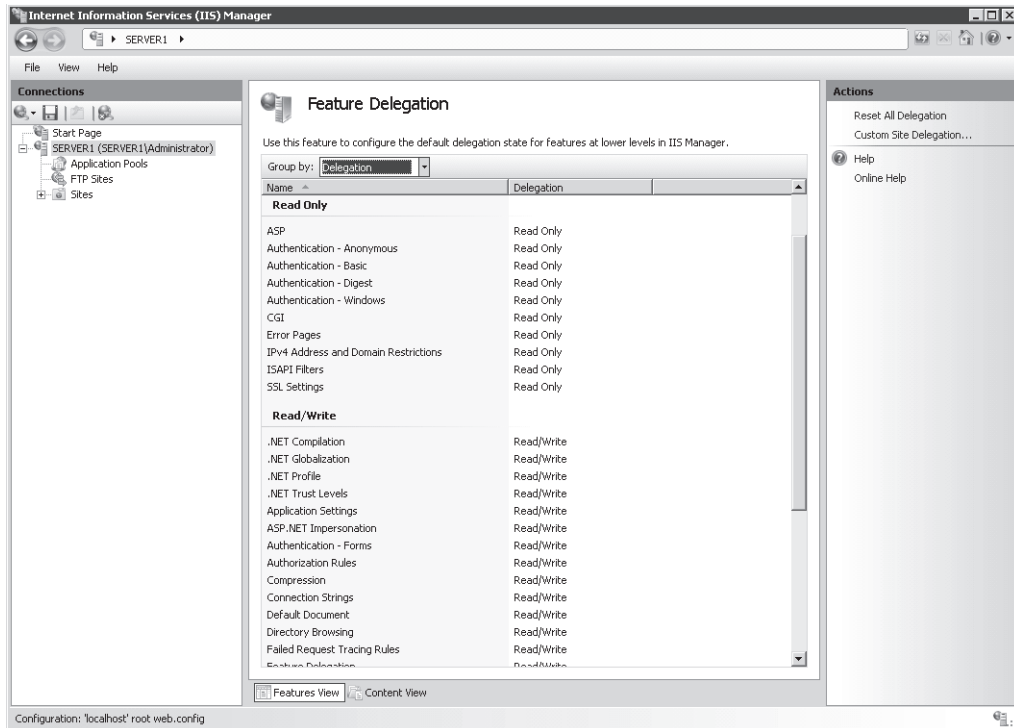 Internet Information Services (IIS) Manager
SERVER1
File View Help
Connections
Start Page
SERVER1 (SERVER1\Administrator)
Application Pools
FTP Sites
Sites
Feature Delegation
Use this feature to configure the default delegation state for features at lower levels in IIS Manager.
Group by: Delegation
Name Delegation
Read Only
ASP Read Only
Authentication - Anonymous Read Only
Authentication - Basic Read Only
Authentication - Digest Read Only
Authentication - Windows Read Only
CGI Read Only
Error Pages Read Only
IPv4 Address and Domain Restrictions Read Only
ISAPI Filters Read Only
SSL Settings Read Only
Read/Write
.NET Compilation Read/Write
.NET Globalization Read/Write
.NET Profile Read/Write
.NET Trust Levels Read/Write
Application Settings Read/Write
ASP.NET Impersonation Read/Write
Authentication - Forms Read/Write
Authorization Rules Read/Write
Compression Read/Write
Connection Strings Read/Write
Default Document Read/Write
Directory Browsing Read/Write
Failed Request Tracing Rules Read/Write
Feature Delegation Read/Write
Features View Content View
Actions
Reset All Delegation
Custom Site Delegation...
Help
Online Help
Configuration: 'localhost' root web.config